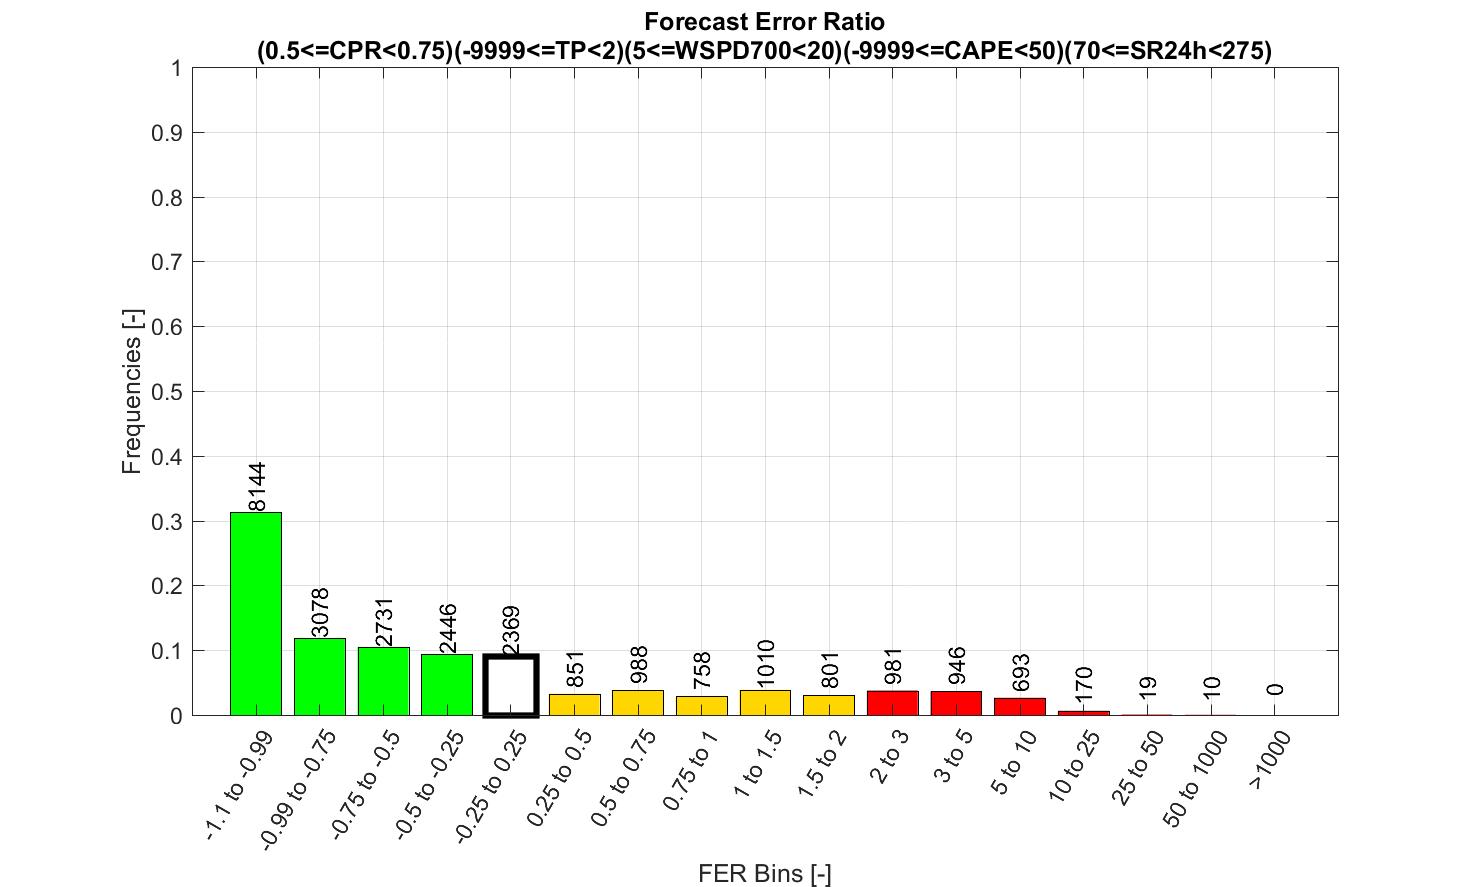 Forecast Error Ratio
(0.5<=CPR<0.75)(-9999<=TP<2)(5<=WSPD700<20)(-9999<=CAPE<50)(70<=SR24h<275)
1
0.9
0.8
0.7
0.6
0.5
0.4
0.3
0.2
0.1
0
Frequencies [-]
8144
3078
2731
2446
2369
851
988
758
1010
801
981
946
693
170
19
10
0
-1.1 to -0.99
-0.99 to -0.75
-0.75 to -0.5
-0.5 to -0.25
-0.25 to 0.25
0.25 to 0.5
0.5 to 0.75
0.75 to 1
1 to 1.5
1.5 to 2
2 to 3
3 to 5
5 to 10
10 to 25
25 to 50
50 to 1000
>1000
FER Bins [-]